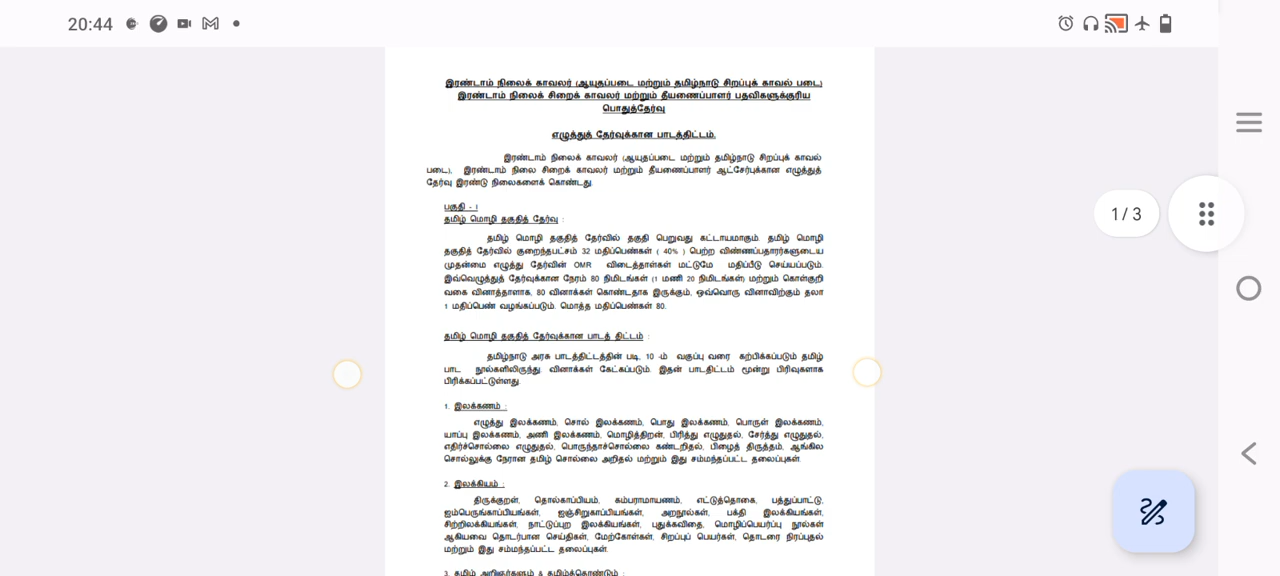 20:44
இரண்டாம் நிலைக் காவலர் (ஆயுதப்படை மற்றும் தமிழ்நாடு சிறப்புக் காவல் படை)
இரண்டாம் நிலைச் சிறைக் காவலர் மற்றும் தீயணைப்பாளர் பதவிகளுக்குரிய
பொதுத்தேர்வு
எழுத்துத் தேர்வுக்கான பாடத்திட்டம்.
இரண்டாம் நிலைக் காவலர் (ஆயுதப்படை மற்றும் தமிழ்நாடு சிறப்புக் காவல்
படை), இரண்டாம் நிலை சிறைக் காவலர் மற்றும் தீயணைப்பாளர் ஆட்சேர்புக்கான எழுத்துத்
தேர்வு இரண்டு நிலைகளைக் கொண்டது.
பகுதி - I
தமிழ் மொழி தகுதித் தேர்வு :
தமிழ் மொழி தகுதித் தேர்வில் தகுதி பெறுவது கட்டாயமாகும். தமிழ் மொழி
தகுதித் தேர்வில் குறைந்தபட்சம் 32 மதிப்பெண்கள் ( 40% ) பெற்ற விண்ணப்பதாரர்களுடைய
முதன்மை எழுத்து தேர்வின் OMR விடைத்தாள்கள் மட்டுமே மதிப்பீடு செய்யப்படும்.
இவ்வெழுத்துத் தேர்வுக்கான நேரம் 80 நிமிடங்கள் (1 மணி 20 நிமிடங்கள்) மற்றும் கொள்குறி
வகை வினாத்தாளாக, 80 வினாக்கள் கொண்டதாக இருக்கும், ஒவ்வொரு வினாவிற்கும் தலா
1 மதிப்பெண் வழங்கப்படும். மொத்த மதிப்பெண்கள் 80.
தமிழ் மொழி தகுதித் தேர்வுக்கான பாடத் திட்டம் :
தமிழ்நாடு அரசு பாடத்திட்டத்தின் படி, 10 -ம் வகுப்பு வரை கற்பிக்கப்படும் தமிழ்
பாட நூல்களிலிருந்து வினாக்கள் கேட்கப்படும். இதன் பாடதிட்டம் மூன்று பிரிவுகளாக
பிரிக்கப்பட்டுள்ளது.
1. இலக்கணம் :
எழுத்து இலக்கணம், சொல் இலக்கணம், பொது இலக்கணம், பொருள் இலக்கணம்,
யாப்பு இலக்கணம், அணி இலக்கணம், மொழித்திறன், பிரித்து எழுதுதல், சேர்த்து எழுதுதல்,
எதிர்ச்சொல்லை எழுதுதல், பொருந்தாச்சொல்லை கண்டறிதல், பிழைத் திருத்தம், ஆங்கில
சொல்லுக்கு நேரான தமிழ் சொல்லை அறிதல் மற்றும் இது சம்மந்தப்பட்ட தலைப்புகள்.
2. இலக்கியம் :
திருக்குறள், தொல்காப்பியம், கம்பராமாயணம், எட்டுத்தொகை, பத்துப்பாட்டு,
ஐம்பெருங்காப்பியங்கள், ஐஞ்சிறுகாப்பியங்கள், அறநூல்கள், பக்தி இலக்கியங்கள்,
சிற்றிலக்கியங்கள், நாட்டுப்புற இலக்கியங்கள், புதுக்கவிதை, மொழிப்பெயர்ப்பு நூல்கள்
ஆகியவை தொடர்பான செய்திகள், மேற்கோள்கள், சிறப்புப் பெயர்கள், தொடரை நிரப்புதல்
மற்றும் இது சம்மந்தப்பட்ட தலைப்புகள்.
3. தமிழ் அறிஞர்களும் & தமிழ்த்தொண்டும் :
1 / 3